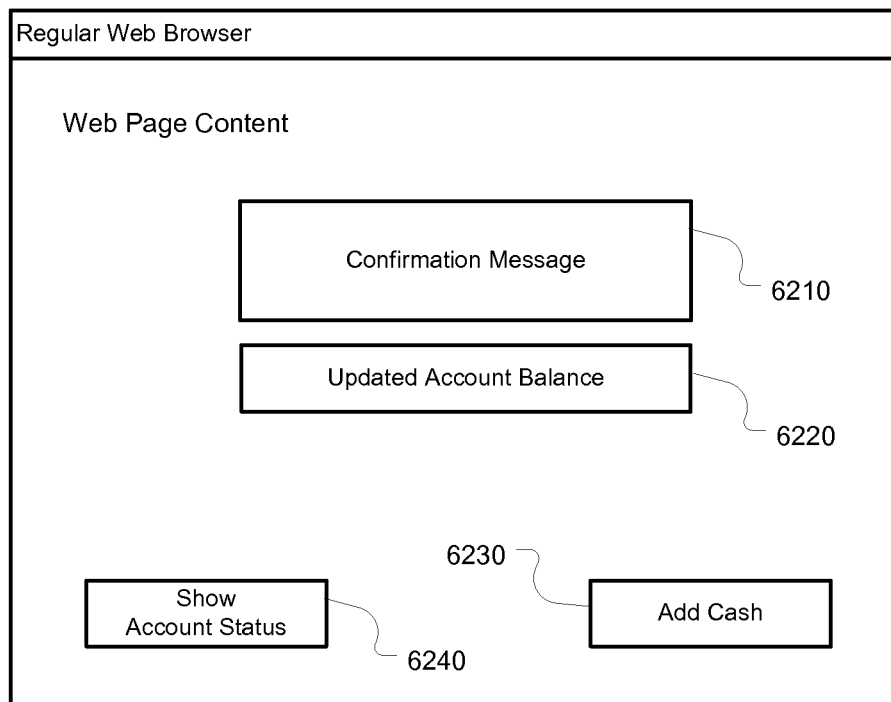 Regular Web Browser
Web Page Content
Confirmation Message
6210
Updated Account Balance
6220
6230
Show
Account Status
Add Cash
6240